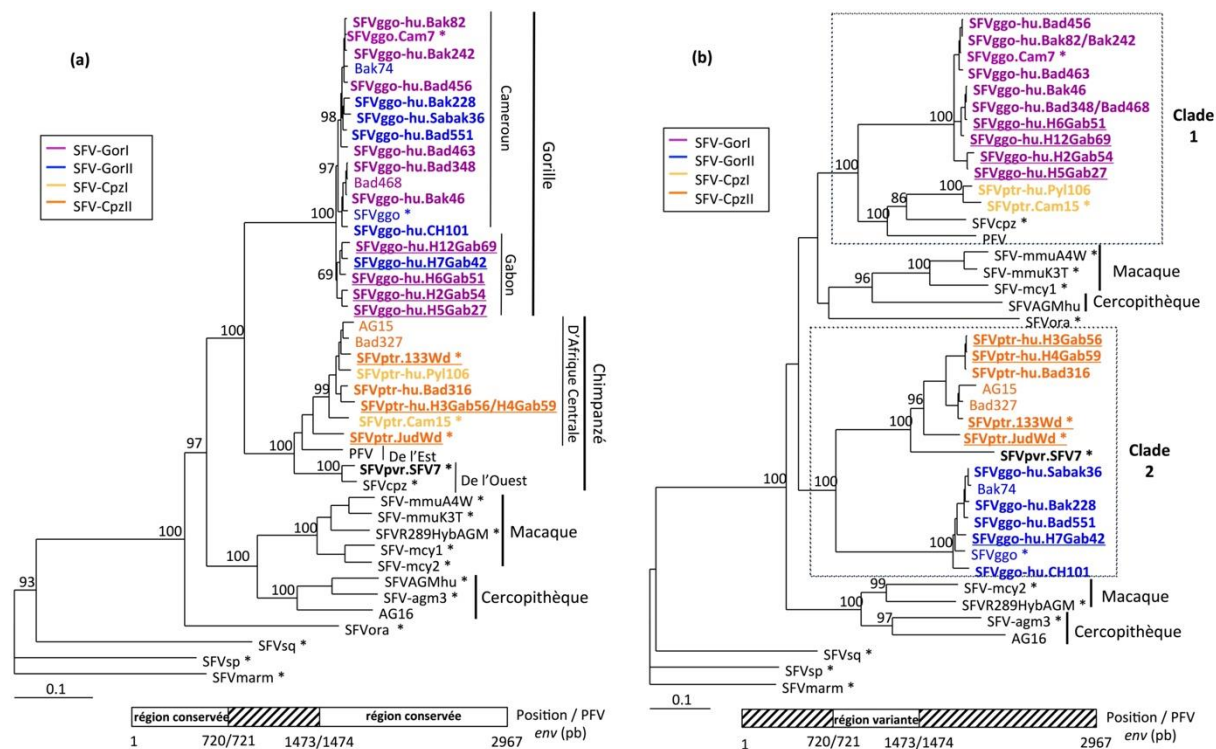 (a)
SFV-GorI
SFV-GorII
SFV-CpzI
SFV-CpzII
SFVggo-hu.Bak82
SFVggo.Cam7 *
SFVggo-hu.Bak242
Bak74
SFVggo-hu.Bad456
SFVggo-hu.Bak228
98
SFVggo-hu.Sabak36
SFVggo-hu.Bad551
SFVggo-hu.Bad463
97
SFVggo-hu.Bad348
Bad468
SFVggo-hu.Bak46
100
SFVggo *
SFVggo-hu.CH101
SFVggo-hu.H12Gab69
SFVggo-hu.H7Gab42
69
SFVggo-hu.H6Gab51
SFVggo-hu.H2Gab54
SFVggo-hu.H5Gab27
Cameroun
Gabon
Gorille
100
AG15
Bad327
SFVptr.133Wd *
SFVptr-hu.Pyl106
99
SFVptr-hu.Bad316
SFVptr-hu.H3Gab56/H4Gab59
SFVptr.Cam15 *
SFVptr.JudWd *
100
PFV
De l'Est
SFVpvr.SFV7 *
100
SFVcpz *
De l'Ouest
D'Afrique Centrale
Chimpanzé
97
SFV-mmuA4W *
SFV-mmuK3T *
100
SFVR289HybAGM *
SFV-mcy1 *
SFV-mcy2 *
Macaque
100
100
SFVAGMhu *
100
SFV-agm3 *
AG16
Cercopithèque
SFVora *
93
SFVsq *
SFVsp *
SFVmarm *
0.1
région conservée
région conservée
Position / PFV
env (pb)
1
720/721
1473/1474
2967
(b)
SFV-GorI
SFV-GorII
SFV-CpzI
SFV-CpzII
SFVggo-hu.Bad456
SFVggo-hu.Bak82/Bak242
SFVggo.Cam7 *
SFVggo-hu.Bad463
SFVggo-hu.Bak46
SFVggo-hu.Bad348/Bad468
100
SFVggo-hu.H6Gab51
SFVggo-hu.H12Gab69
SFVggo-hu.H2Gab54
SFVggo-hu.H5Gab27
100
SFVptr-hu.Pyl106
86
SFVptr.Cam15 *
SFVcpz *
100
PFV
Clade
1
SFV-mmuA4W *
100
SFV-mmuK3T *
96
SFV-mcy1 *
Macaque
SFVAGMhu
Cercopithèque
SFVora *
SFVptr-hu.H3Gab56
SFVptr-hu.H4Gab59
SFVptr-hu.Bad316
AG15
96
Bad327
SFVptr.133Wd *
100
SFVptr.JudWd *
SFVpvr.SFV7 *
100
SFVggo-hu.Sabak36
Bak74
SFVggo-hu.Bak228
SFVggo-hu.Bad551
SFVggo-hu.H7Gab42
100
SFVggo *
SFVggo-hu.CH101
Clade
2
99
SFV-mcy2 *
100
SFVR289HybAGM *
Macaque
97
SFV-agm3 *
AG16
Cercopithèque
SFVsq *
SFVsp *
SFVmarm *
0.1
région variante
Position / PFV
env (pb)
1
720/721
1473/1474
2967